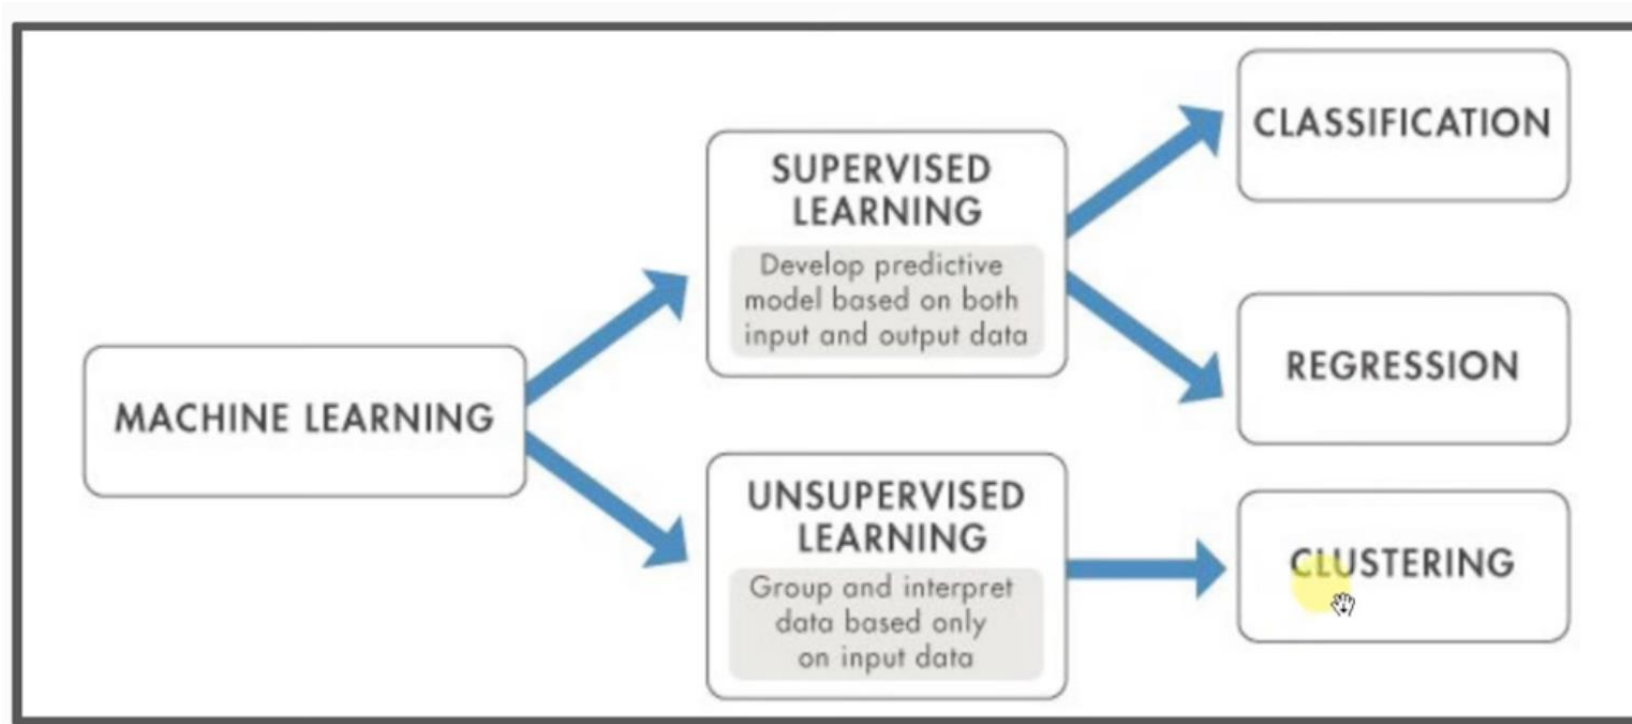 MACHINE LEARNING
SUPERVISED
LEARNING
Develop predictive
model based on both
input and output data
UNSUPERVISED
LEARNING
Group and interpret
data based only
on input data
CLASSIFICATION
REGRESSION
CLUSTERING